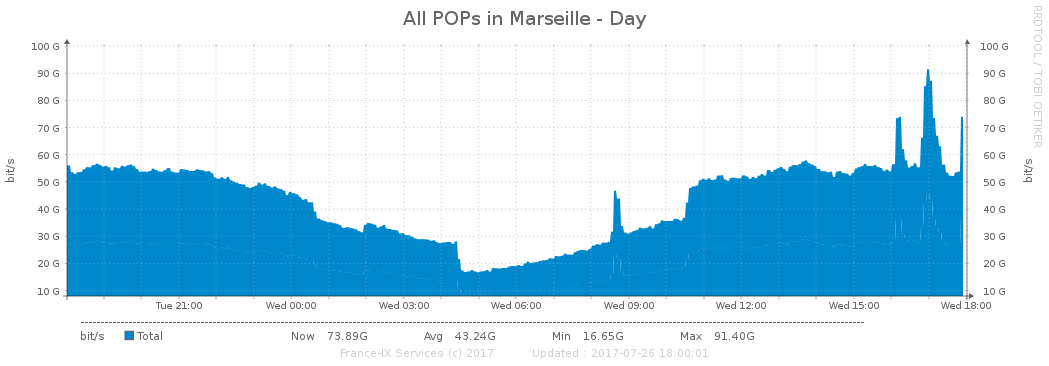 All POPs in Marseille - Day
RRDTOOL / TOBI OETIKER
100 G 100 G
90 G 90 G
80 G 80 G
70 G 70 G
60 G 60 G
50 G 50 G
40 G 40 G
30 G 30 G
20 G 20 G
10 G 10 G
bit/s bit/s
Tue 21:00 Wed 00:00 Wed 03:00 Wed 06:00 Wed 09:00 Wed 12:00 Wed 15:00 Wed 18:00
bit/s Total Now 73.89G Avg 43.24G Min 16.65G Max 91.40G
France-IX Services (c) 2017 Updated : 2017-07-26 18:00:01